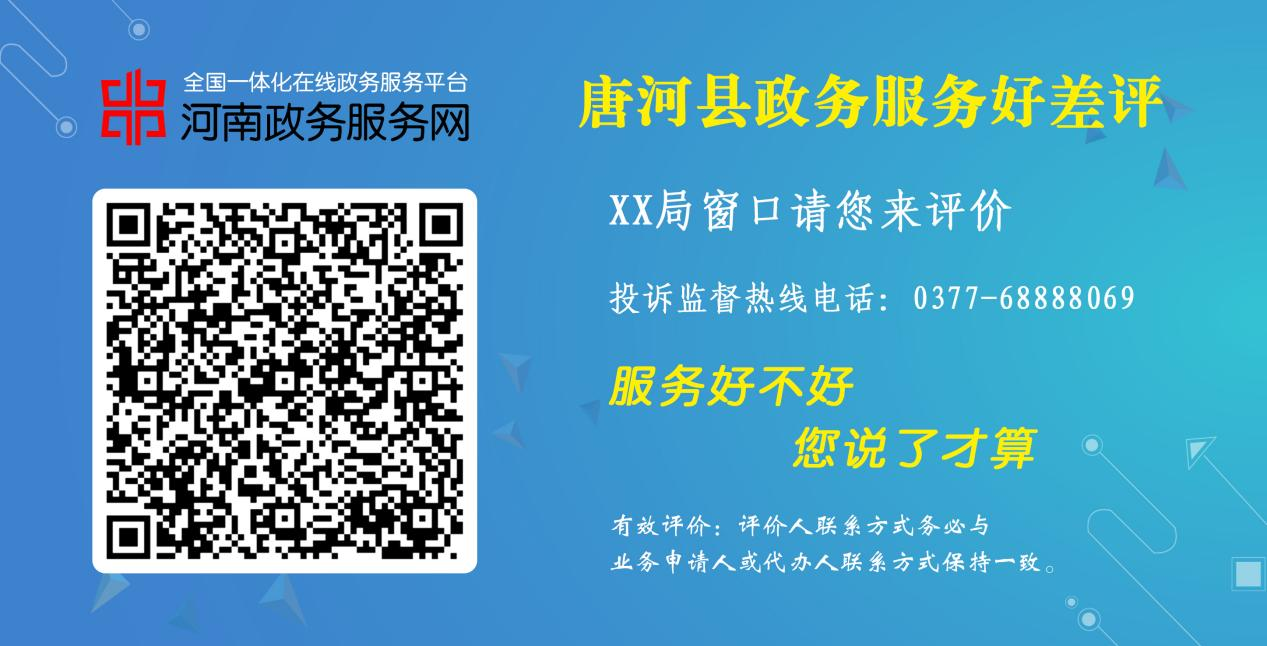 全国一体化在线政务服务平台
河南政务服务网
唐河县政务服务好差评
XX局窗口请您来评价
投诉监督热线电话：0377-68888069
服务好不好
您说了才算
有效评价：评价人联系方式务必与
业务申请人或代办人联系方式保持一致。